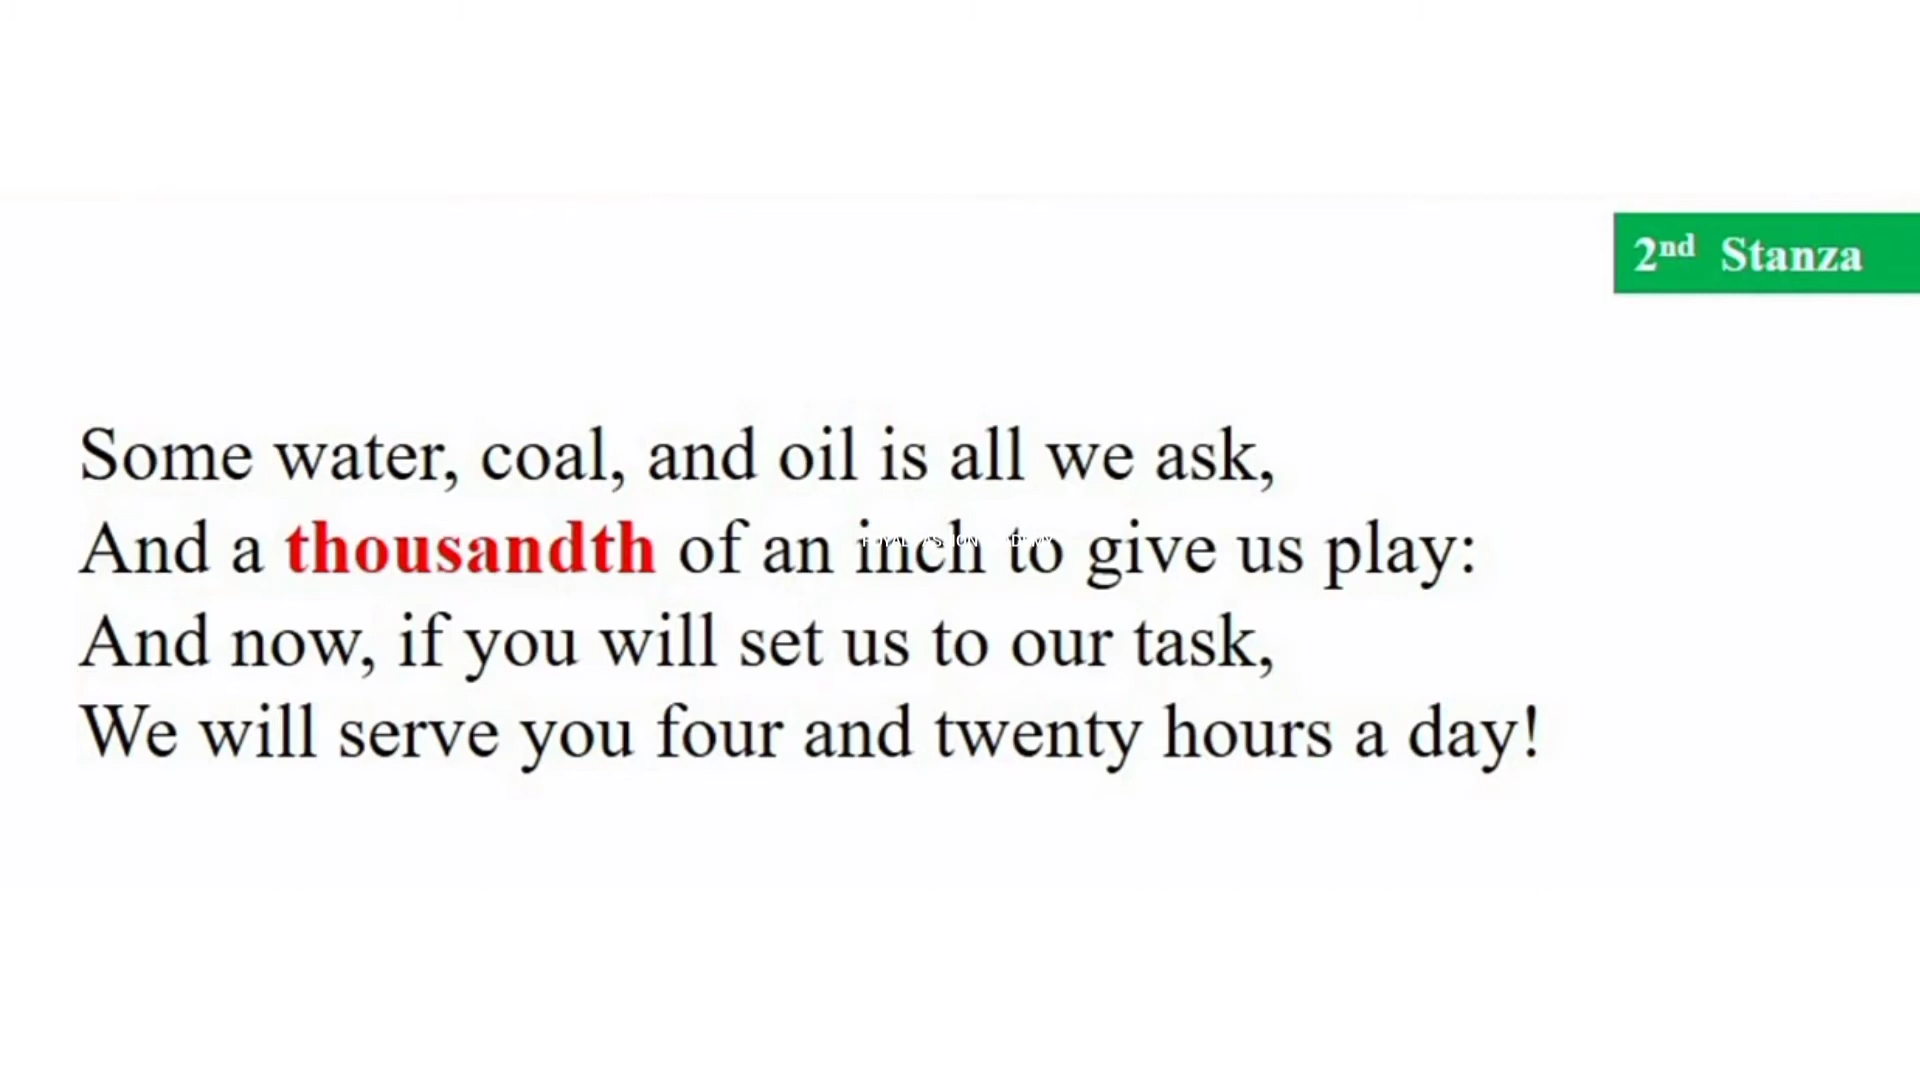 2nd Stanza
Some water, coal, and oil is all we ask,
And a thousandth of an inch to give us play:
And now, if you will set us to our task,
We will serve you four and twenty hours a day!